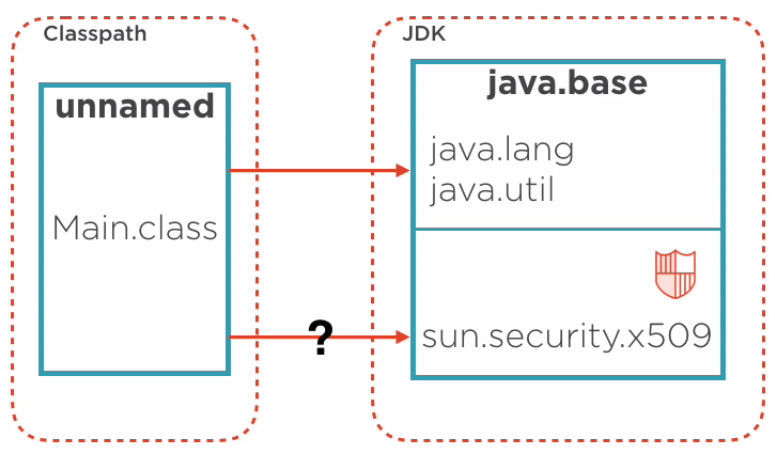 Classpath
unnamed
Main.class
?
JDK
java.base
java.lang
java.util
sun.security.x509